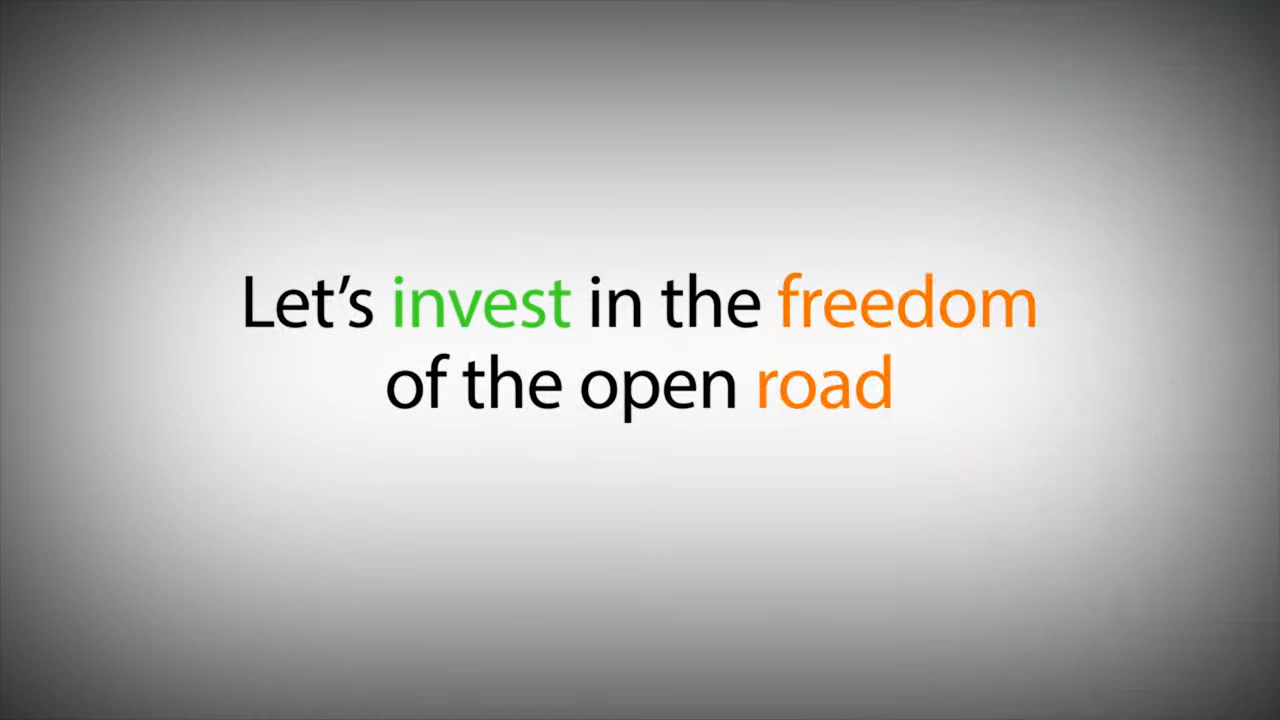 Let’s invest in the freedom
of the open road